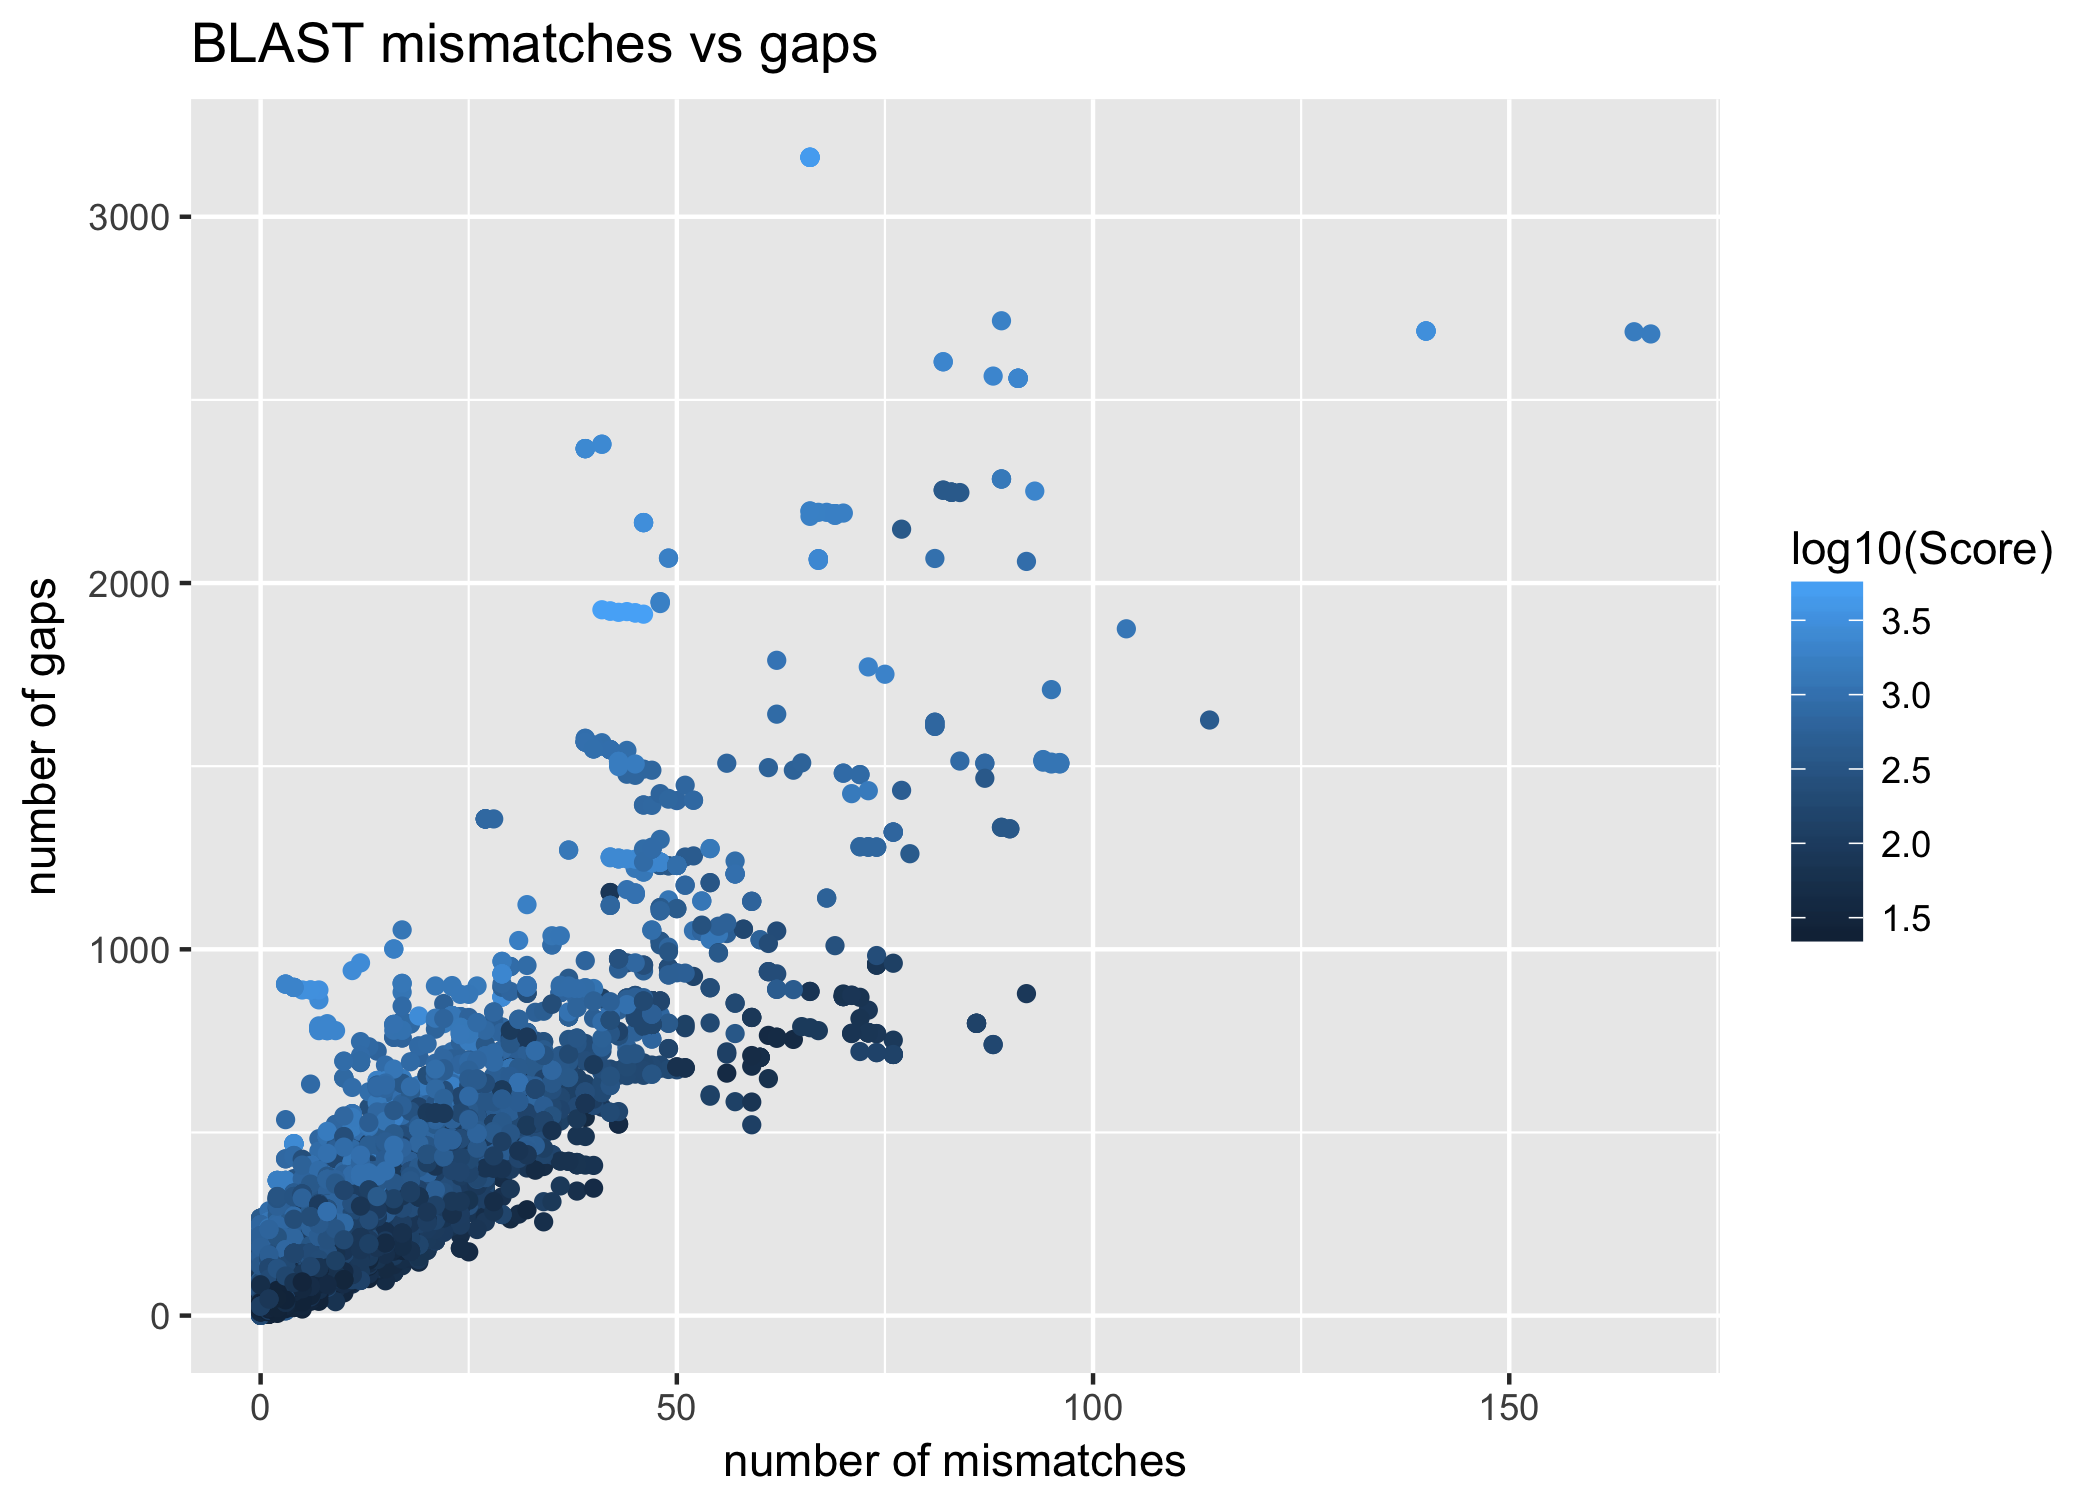 BLAST mismatches vs gaps
3000
2000
1000
0
number of gaps
0 50 100 150
number of mismatches
log10(Score)
3.5
3.0
2.5
2.0
1.5